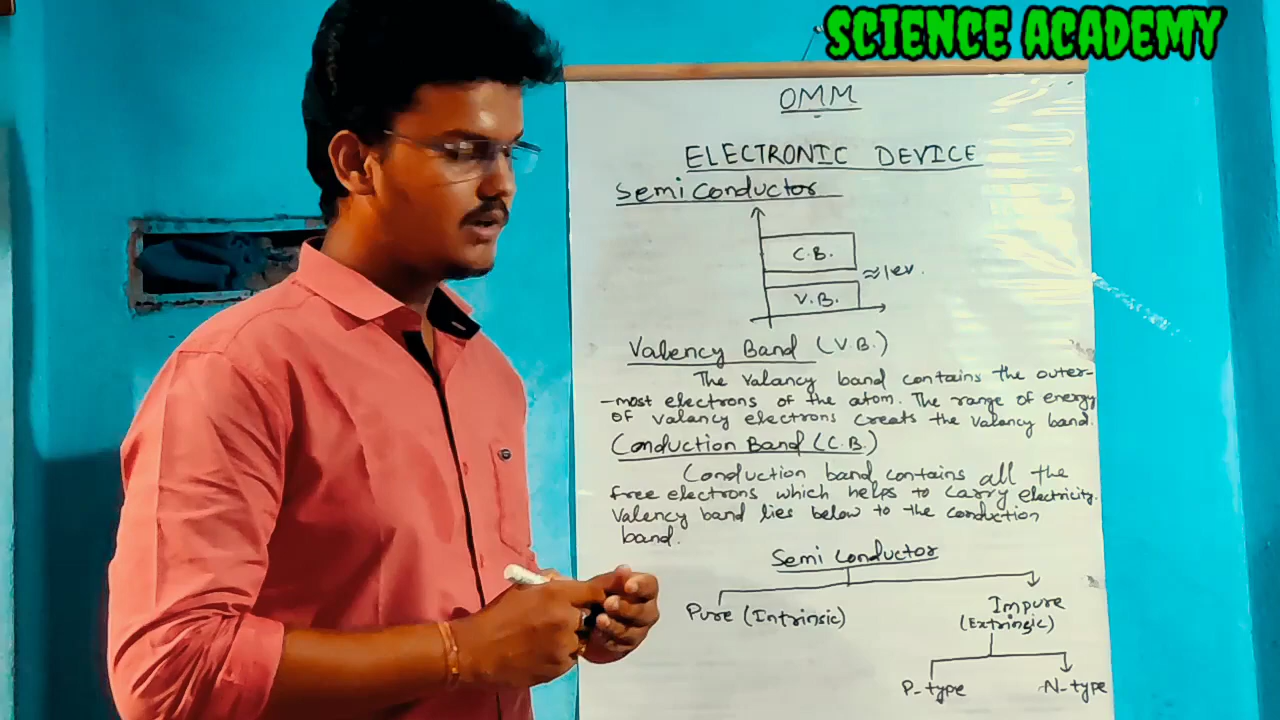 SCIENCE ACADEMY
OMM
ELECTRONIC DEVICE
Semi Conductor
C.B.
≈1ev.
V.B.
Valency Band (V.B.)
The valancy band contains the outer-
-most electrons of the atom. The range of energy
of valancy electrons creats the valancy band.
Conduction Band (C.B.)
Conduction band contains all the
free electrons which helps to carry electricity.
Valency band lies below to the conduction
band.
Semi Conductor
Pure (Intrinsic)
Impure
(Extrinsic)
P-type
N-type